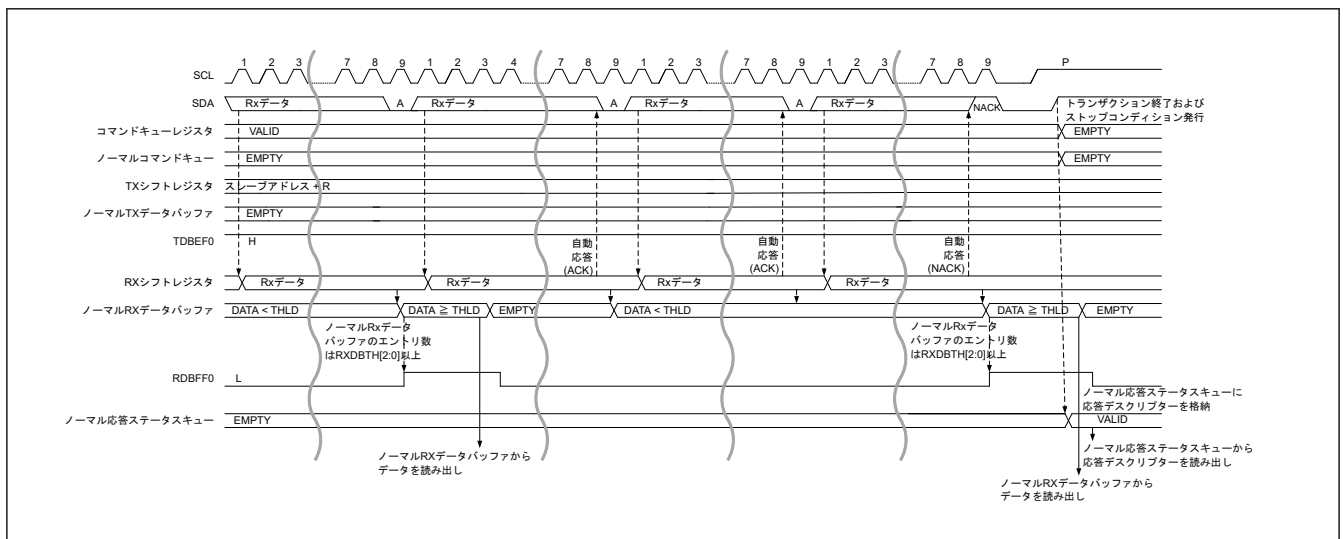 1 2 3 7 8 9 1 2 3 4 7 8 9 1 2 3 7 8 9 1 2 3 7 8 9 P
SCL
SDA Rxデータ A Rxデータ A Rxデータ A Rxデータ NACK トランザクション終了および
ストップコンディション発行
コマンドキューレジスタ VALID EMPTY
ノーマルコマンドキュー EMPTY EMPTY
TXシフトレジスタ スレーブアドレス + R
ノーマルTXデータバッファ EMPTY
TDBEF0 H
自動 自動 自動
応答 応答 応答
(ACK) (ACK) (NACK)
RXシフトレジスタ Rxデータ Rxデータ Rxデータ Rxデータ
ノーマルRXデータバッファ DATA < THLD DATA ≧ THLD EMPTY DATA < THLD DATA ≧ THLD EMPTY
ノーマルRxデータ ノーマルRxデータ
バッファのエントリ数 バッファのエントリ数
はRXDBTH[2:0]以上 はRXDBTH[2:0]以上
RDBFF0 L
ノーマル応答ステータスキューに
応答デスクリプターを格納
ノーマル応答ステータスキュー EMPTY VALID
ノーマルRXデータバッファから
データを読み出し
ノーマル応答ステータスキューから
応答デスクリプターを読み出し
ノーマルRXデータバッファから
データを読み出し